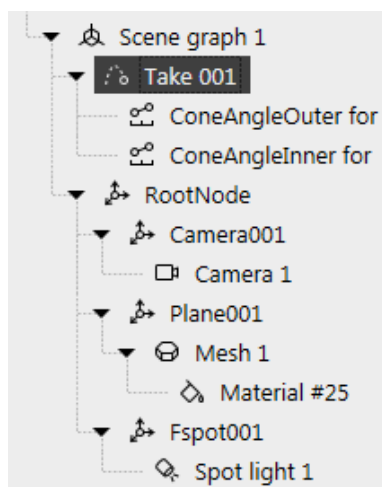 Scene graph 1
Take 001
ConeAngleOuter for
ConeAngleInner for
RootNode
Camera001
Camera 1
Plane001
Mesh 1
Material #25
Fspot001
Spot light 1